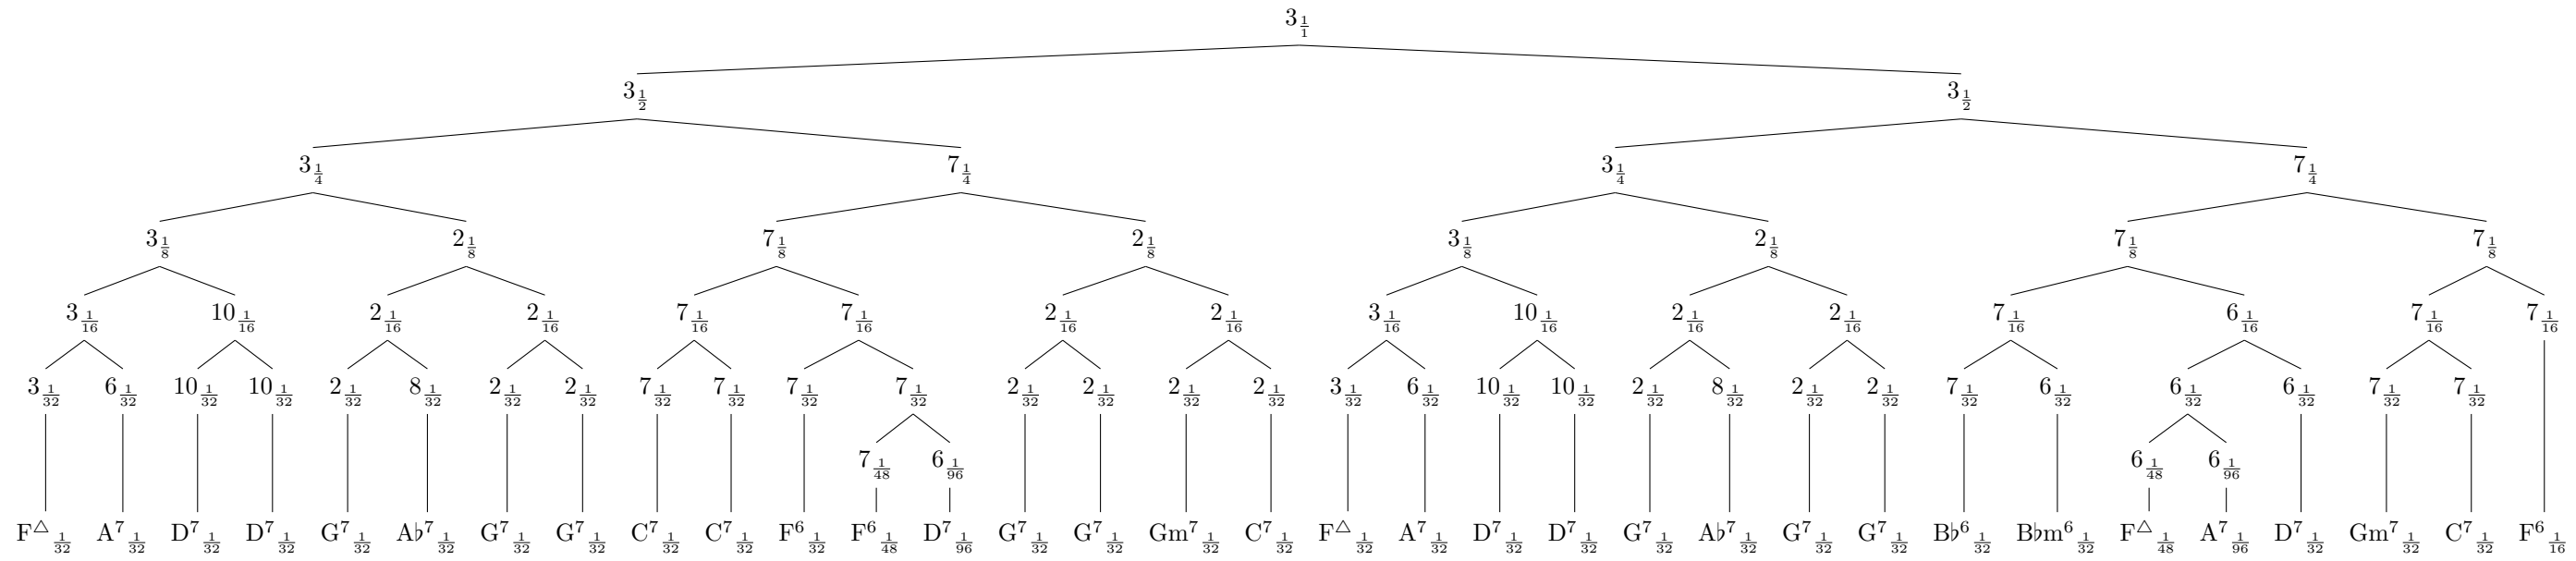 3 1/1
3 1/2 3 1/2
3 1/4 7 1/4 3 1/4 7 1/4
3 1/8 2 1/8 7 1/8 2 1/8 3 1/8 2 1/8 7 1/8 7 1/8
3 1/16 10 1/16 2 1/16 2 1/16 7 1/16 7 1/16 2 1/16 2 1/16 3 1/16 10 1/16 2 1/16 2 1/16 7 1/16 6 1/16 7 1/16 7 1/16
3 1/32 6 1/32 10 1/32 10 1/32 2 1/32 8 1/32 2 1/32 2 1/32 7 1/32 7 1/32 7 1/32 7 1/32 2 1/32 2 1/32 2 1/32 2 1/32 3 1/32 6 1/32 10 1/32 10 1/32 2 1/32 8 1/32 2 1/32 2 1/32 7 1/32 6 1/32 6 1/32 6 1/32 7 1/32 7 1/32
7 1/48 6 1/96 6 1/48 6 1/96
F△ 1/32 A⁷ 1/32 D⁷ 1/32 D⁷ 1/32 G⁷ 1/32 A♭⁷ 1/32 G⁷ 1/32 G⁷ 1/32 C⁷ 1/32 C⁷ 1/32 F⁶ 1/32 F⁶ 1/48 D⁷ 1/96 G⁷ 1/32 G⁷ 1/32 Gm⁷ 1/32 C⁷ 1/32 F△ 1/32 A⁷ 1/32 D⁷ 1/32 D⁷ 1/32 G⁷ 1/32 A♭⁷ 1/32 G⁷ 1/32 G⁷ 1/32 B♭⁶ 1/32 B♭m⁶ 1/32 F△ 1/48 A⁷ 1/96 D⁷ 1/32 Gm⁷ 1/32 C⁷ 1/32 F⁶ 1/16